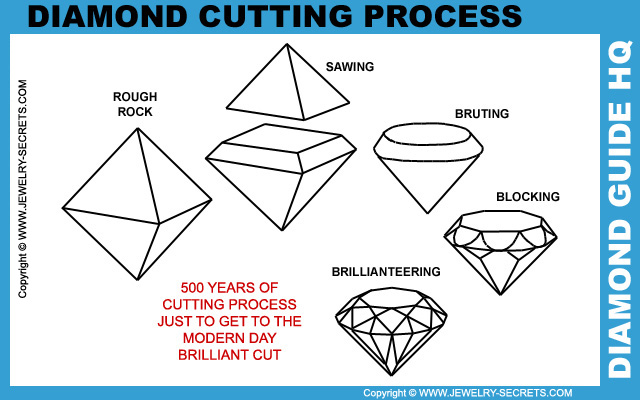 DIAMOND CUTTING PROCESS
SAWING
ROUGH
ROCK
BRUTING
BLOCKING
BRILLIANTEERING
500 YEARS OF
CUTTING PROCESS
JUST TO GET TO THE
MODERN DAY
BRILLIANT CUT
Copyright © WWW.JEWELRY-SECRETS.COM
DIAMOND GUIDE HQ
Copyright © WWW.JEWELRY-SECRETS.COM